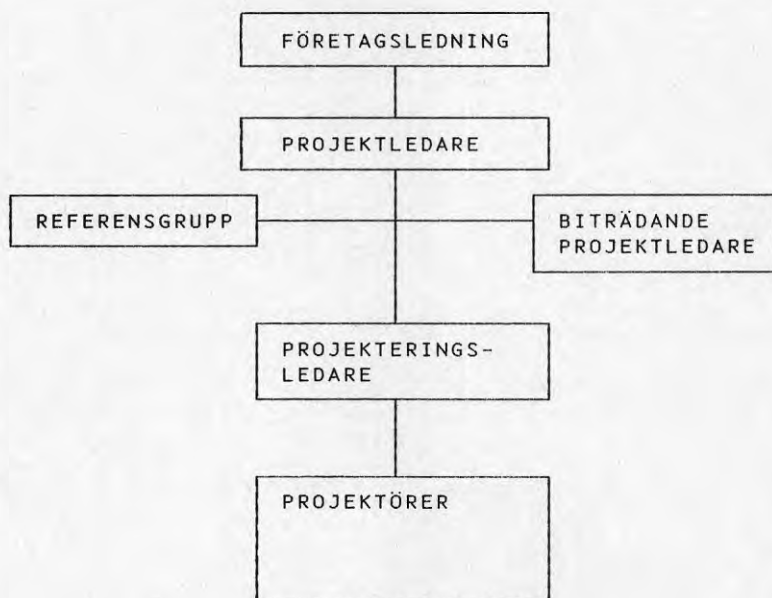 FÖRETAGSLEDNING
PROJEKTLEDARE
REFERENSGRUPP
BITRÄDANDE
PROJEKTLEDARE
PROJEKTERINGS-
LEDARE
PROJEKTÖRER